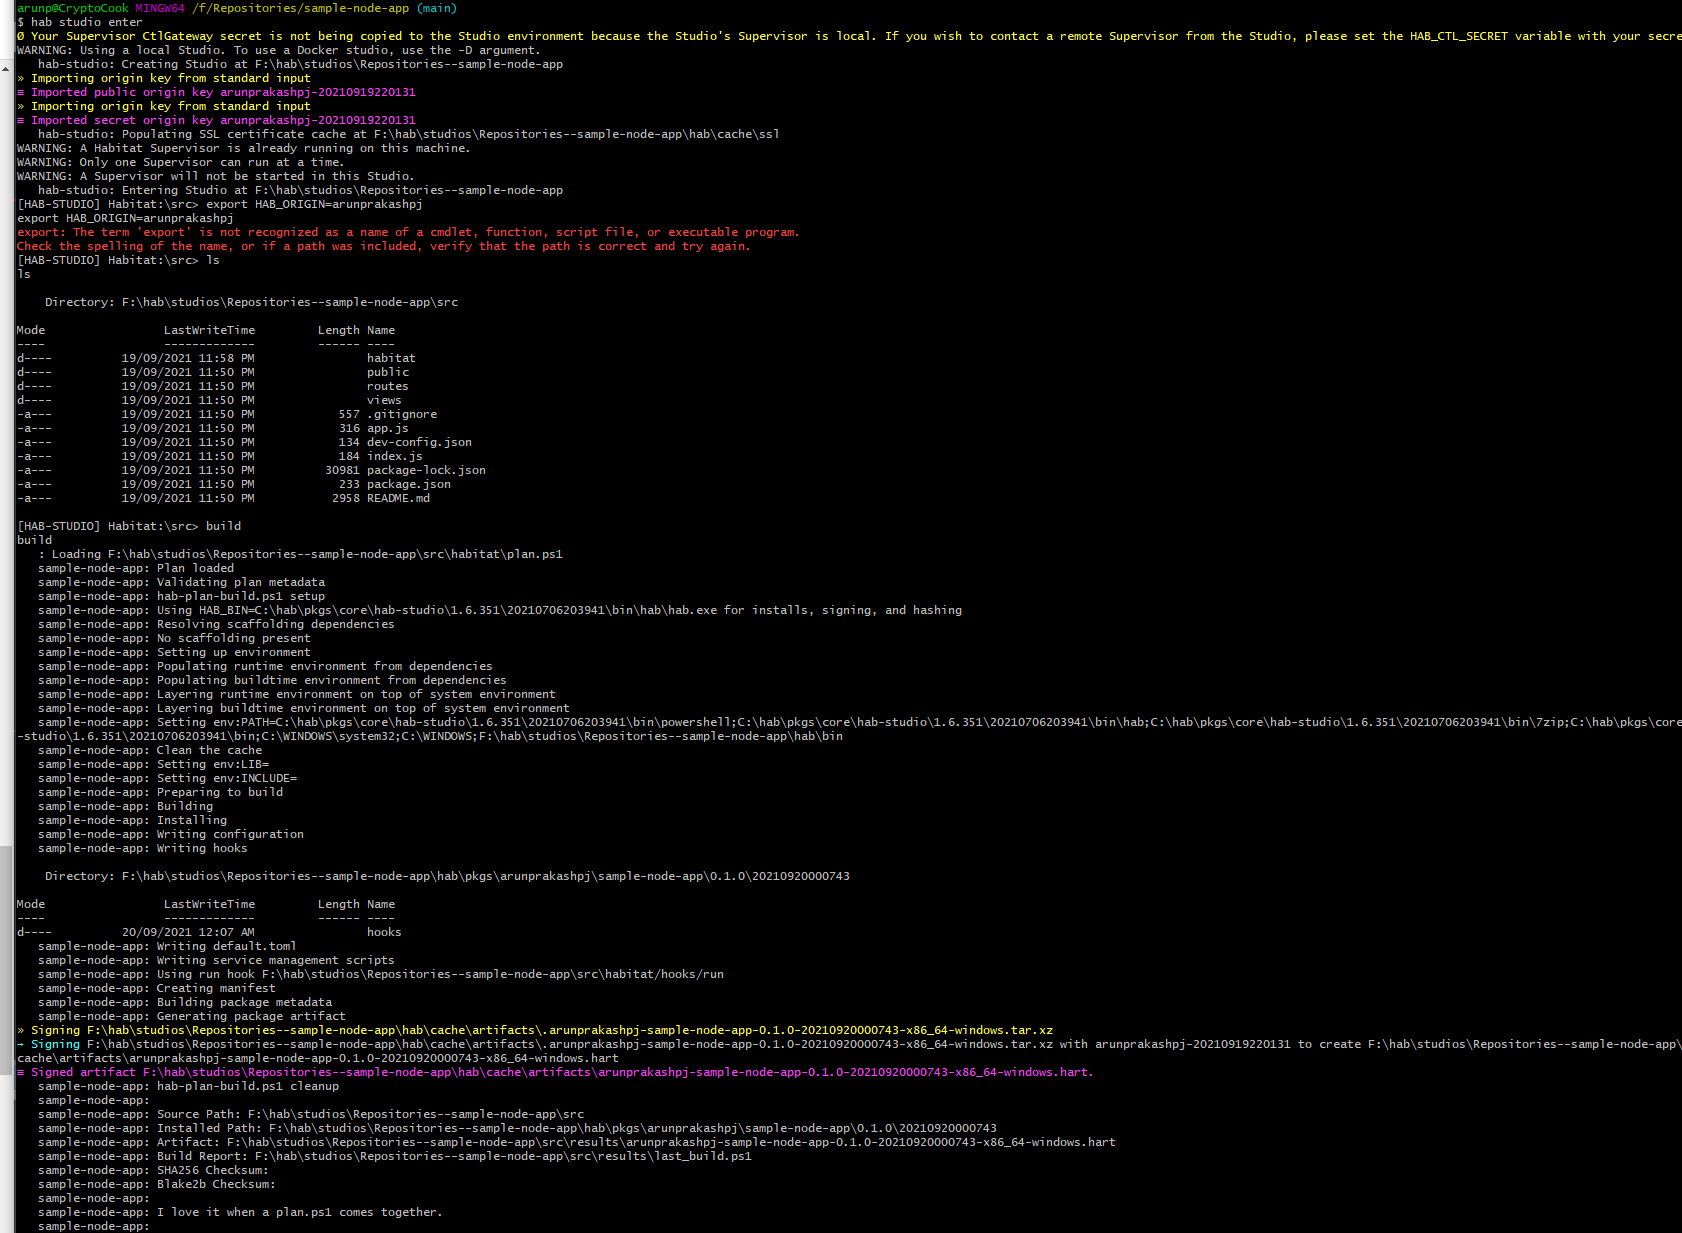 arunp@CryptoCook MINGW64 /f/Repositories/sample-node-app (main)
$ hab studio enter
Ø Your Supervisor CtlGateway secret is not being copied to the Studio environment because the Studio's Supervisor is local. If you wish to contact a remote Supervisor from the Studio, please set the HAB_CTL_SECRET variable with your secre
WARNING: Using a local Studio. To use a Docker studio, use the -D argument.
   hab-studio: Creating Studio at F:\hab\studios\Repositories--sample-node-app
» Importing origin key from standard input
≡ Imported public origin key arunprakashpj-20210919220131
» Importing origin key from standard input
≡ Imported secret origin key arunprakashpj-20210919220131
   hab-studio: Populating SSL certificate cache at F:\hab\studios\Repositories--sample-node-app\hab\cache\ssl
WARNING: A Habitat Supervisor is already running on this machine.
WARNING: Only one Supervisor can run at a time.
WARNING: A Supervisor will not be started in this Studio.
   hab-studio: Entering Studio at F:\hab\studios\Repositories--sample-node-app
[HAB-STUDIO] Habitat:\src> export HAB_ORIGIN=arunprakashpj
export HAB_ORIGIN=arunprakashpj
export: The term 'export' is not recognized as a name of a cmdlet, function, script file, or executable program.
Check the spelling of the name, or if a path was included, verify that the path is correct and try again.
[HAB-STUDIO] Habitat:\src> ls
ls
    Directory: F:\hab\studios\Repositories--sample-node-app\src
Mode                 LastWriteTime         Length Name
----                 -------------         ------ ----
d----          19/09/2021 11:58 PM                habitat
d----          19/09/2021 11:50 PM                public
d----          19/09/2021 11:50 PM                routes
d----          19/09/2021 11:50 PM                views
-a---          19/09/2021 11:50 PM            557 .gitignore
-a---          19/09/2021 11:50 PM            316 app.js
-a---          19/09/2021 11:50 PM            134 dev-config.json
-a---          19/09/2021 11:50 PM            184 index.js
-a---          19/09/2021 11:50 PM          30981 package-lock.json
-a---          19/09/2021 11:50 PM            233 package.json
-a---          19/09/2021 11:50 PM           2958 README.md
[HAB-STUDIO] Habitat:\src> build
build
   : Loading F:\hab\studios\Repositories--sample-node-app\src\habitat\plan.ps1
   sample-node-app: Plan loaded
   sample-node-app: Validating plan metadata
   sample-node-app: hab-plan-build.ps1 setup
   sample-node-app: Using HAB_BIN=C:\hab\pkgs\core\hab-studio\1.6.351\20210706203941\bin\hab\hab.exe for installs, signing, and hashing
   sample-node-app: Resolving scaffolding dependencies
   sample-node-app: No scaffolding present
   sample-node-app: Setting up environment
   sample-node-app: Populating runtime environment from dependencies
   sample-node-app: Populating buildtime environment from dependencies
   sample-node-app: Layering runtime environment on top of system environment
   sample-node-app: Layering buildtime environment on top of system environment
   sample-node-app: Setting env:PATH=C:\hab\pkgs\core\hab-studio\1.6.351\20210706203941\bin\powershell;C:\hab\pkgs\core\hab-studio\1.6.351\20210706203941\bin\hab;C:\hab\pkgs\core\hab-studio\1.6.351\20210706203941\bin\7zip;C:\hab\pkgs\core
-studio\1.6.351\20210706203941\bin;C:\WINDOWS\system32;C:\WINDOWS;F:\hab\studios\Repositories--sample-node-app\hab\bin
   sample-node-app: Clean the cache
   sample-node-app: Setting env:LIB=
   sample-node-app: Setting env:INCLUDE=
   sample-node-app: Preparing to build
   sample-node-app: Building
   sample-node-app: Installing
   sample-node-app: Writing configuration
   sample-node-app: Writing hooks
    Directory: F:\hab\studios\Repositories--sample-node-app\hab\pkgs\arunprakashpj\sample-node-app\0.1.0\20210920000743
Mode                 LastWriteTime         Length Name
----                 -------------         ------ ----
d----          20/09/2021 12:07 AM                hooks
   sample-node-app: Writing default.toml
   sample-node-app: Writing service management scripts
   sample-node-app: Using run hook F:\hab\studios\Repositories--sample-node-app\src\habitat/hooks/run
   sample-node-app: Creating manifest
   sample-node-app: Building package metadata
   sample-node-app: Generating package artifact
» Signing F:\hab\studios\Repositories--sample-node-app\hab\cache\artifacts\.arunprakashpj-sample-node-app-0.1.0-20210920000743-x86_64-windows.tar.xz
→ Signing F:\hab\studios\Repositories--sample-node-app\hab\cache\artifacts\.arunprakashpj-sample-node-app-0.1.0-20210920000743-x86_64-windows.tar.xz with arunprakashpj-20210919220131 to create F:\hab\studios\Repositories--sample-node-app\
cache\artifacts\arunprakashpj-sample-node-app-0.1.0-20210920000743-x86_64-windows.hart
≡ Signed artifact F:\hab\studios\Repositories--sample-node-app\hab\cache\artifacts\arunprakashpj-sample-node-app-0.1.0-20210920000743-x86_64-windows.hart.
   sample-node-app: hab-plan-build.ps1 cleanup
   sample-node-app:
   sample-node-app: Source Path: F:\hab\studios\Repositories--sample-node-app\src
   sample-node-app: Installed Path: F:\hab\studios\Repositories--sample-node-app\hab\pkgs\arunprakashpj\sample-node-app\0.1.0\20210920000743
   sample-node-app: Artifact: F:\hab\studios\Repositories--sample-node-app\src\results\arunprakashpj-sample-node-app-0.1.0-20210920000743-x86_64-windows.hart
   sample-node-app: Build Report: F:\hab\studios\Repositories--sample-node-app\src\results\last_build.ps1
   sample-node-app: SHA256 Checksum:
   sample-node-app: Blake2b Checksum:
   sample-node-app:
   sample-node-app: I love it when a plan.ps1 comes together.
   sample-node-app: